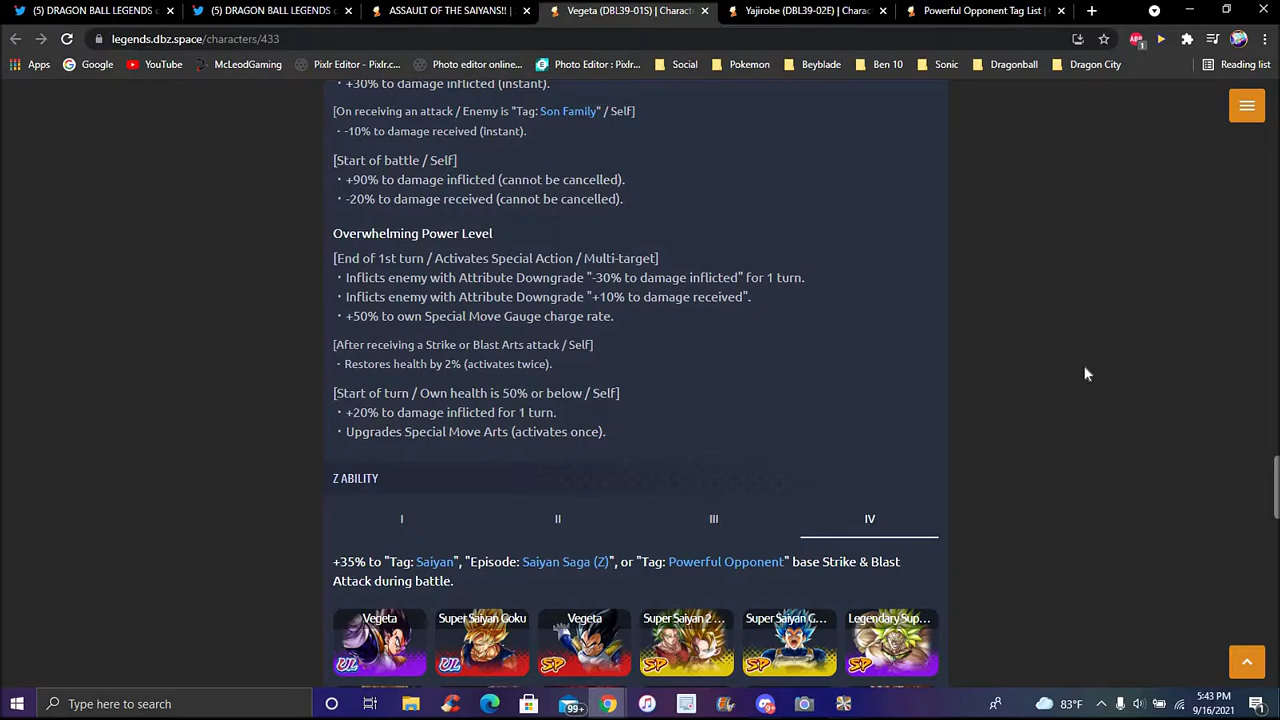 (5) DRAGON BALL LEGENDS
(5) DRAGON BALL LEGENDS
ASSAULT OF THE SAIYANS!!
Vegeta (DBL39-01S) | Charact
Yajirobe (DBL39-02E) | Charac
Powerful Opponent Tag List |
legends.dbz.space/characters/433
Apps
Google
YouTube
McLeodGaming
Pixlr Editor : Pixlr.c...
Photo editor online...
Photo Editor : Pixlr...
Social
Pokemon
Beyblade
Ben 10
Sonic
Dragonball
Dragon City
Reading list
・+30% to damage inflicted (instant).
[On receiving an attack / Enemy is "Tag: Son Family" / Self]
・-10% to damage received (instant).
[Start of battle / Self]
・+90% to damage inflicted (cannot be cancelled).
・-20% to damage received (cannot be cancelled).
Overwhelming Power Level
[End of 1st turn / Activates Special Action / Multi-target]
・Inflicts enemy with Attribute Downgrade "-30% to damage inflicted" for 1 turn.
・Inflicts enemy with Attribute Downgrade "+10% to damage received".
・+50% to own Special Move Gauge charge rate.
[After receiving a Strike or Blast Arts attack / Self]
・Restores health by 2% (activates twice).
[Start of turn / Own health is 50% or below / Self]
・+20% to damage inflicted for 1 turn.
・Upgrades Special Move Arts (activates once).
Z ABILITY
I II III IV
+35% to "Tag: Saiyan", "Episode: Saiyan Saga (Z)", or "Tag: Powerful Opponent" base Strike & Blast
Attack during battle.
Vegeta
Super Saiyan Goku
Vegeta
Super Saiyan 2 ...
Super Saiyan G...
Legendary Sup...
UL
UL
SP
SP
SP
SP
Type here to search
99+
83°F
5:43 PM
9/16/2021